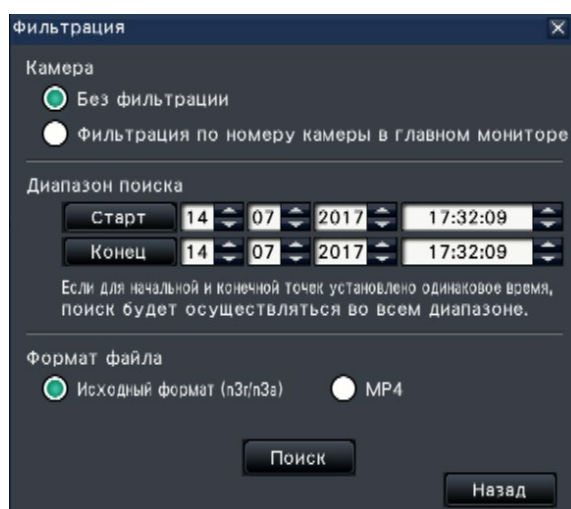 Фильтрация
Камера
Без фильтрации
Фильтрация по номеру камеры в главном мониторе
Диапазон поиска
Старт 14 07 2017 17:32:09
Конец 14 07 2017 17:32:09
Если для начальной и конечной точек установлено одинаковое время,
поиск будет осуществляться во всем диапазоне.
Формат файла
Исходный формат (n3r/n3a) MP4
Поиск
Назад